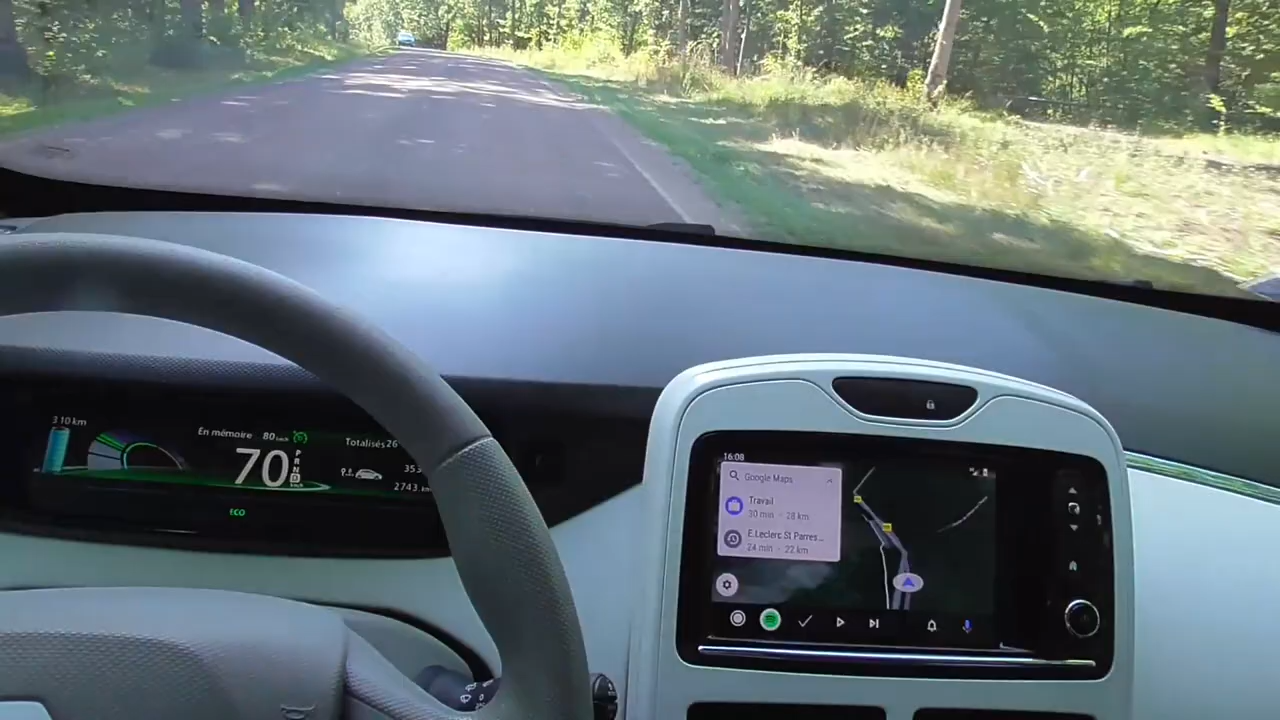 310 km
En mémoire 80 km/h
Totalisés
70
km/h
P
R
N
D
353
2743 km
ECO
16:08
Google Maps
Travail
30 min · 28 km
E.Leclerc St Parres...
24 min · 22 km